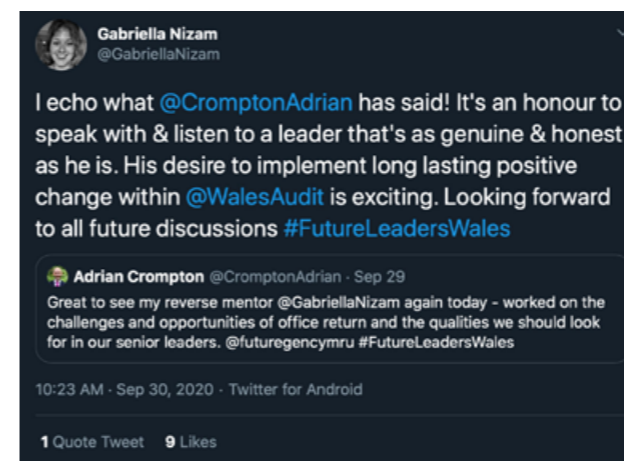 Gabriella Nizam
@GabriellaNizam
I echo what @CromptonAdrian has said! It's an honour to
speak with & listen to a leader that's as genuine & honest
as he is. His desire to implement long lasting positive
change within @WalesAudit is exciting. Looking forward
to all future discussions #FutureLeadersWales
Adrian Crompton @CromptonAdrian · Sep 29
Great to see my reverse mentor @GabriellaNizam again today - worked on the
challenges and opportunities of office return and the qualities we should look
for in our senior leaders. @futuregencymru #FutureLeadersWales
10:23 AM · Sep 30, 2020 · Twitter for Android
1 Quote Tweet 9 Likes